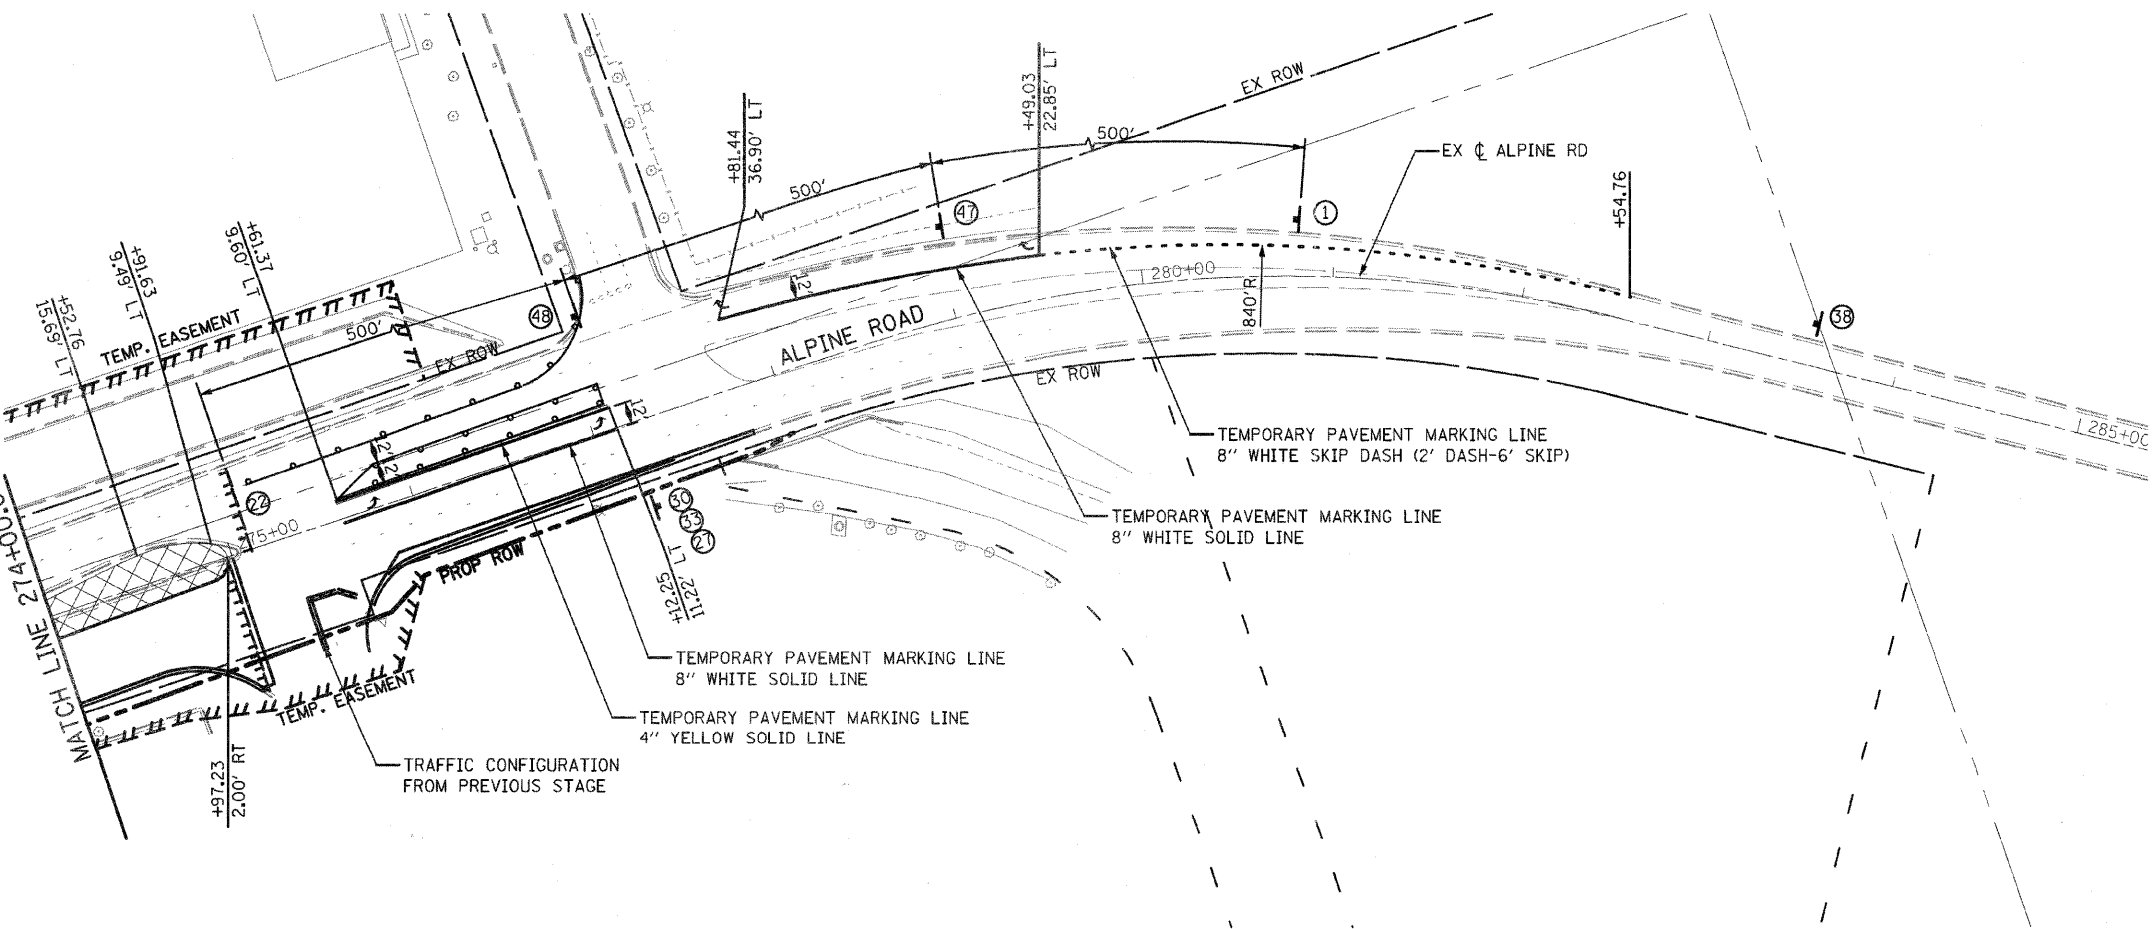 EX ROW
+49.03
22.85' LT
+81.44
36.90' LT
500'
500'
EX ℄ ALPINE RD
+54.76
47
1
280+00
840'R
38
285+00
+61.37
9.60' LT
+91.63
9.49' LT
+52.76
15.69' LT
TEMP. EASEMENT
500'
48
EX ROW
12'
ALPINE ROAD
EX ROW
12'
12'
12'
22
275+00
30
33
27
PROP ROW
+12.25
11.22' LT
MATCH LINE 274+00.0
TEMP. EASEMENT
+97.23
2.00' RT
TEMPORARY PAVEMENT MARKING LINE
8" WHITE SKIP DASH (2' DASH-6' SKIP)
TEMPORARY PAVEMENT MARKING LINE
8" WHITE SOLID LINE
TEMPORARY PAVEMENT MARKING LINE
8" WHITE SOLID LINE
TEMPORARY PAVEMENT MARKING LINE
4" YELLOW SOLID LINE
TRAFFIC CONFIGURATION
FROM PREVIOUS STAGE